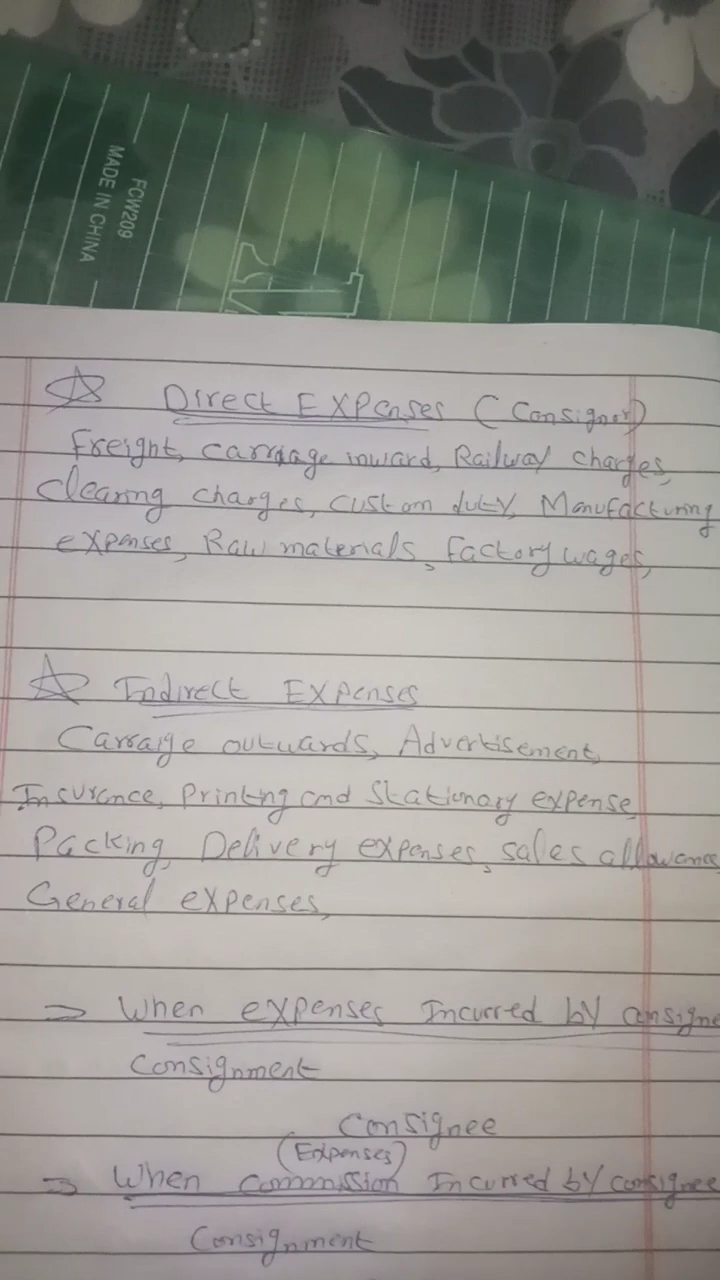 FCW209
MADE IN CHINA
Direct Expenses (Consignor)
Freight, carriage inward, Railway charges,
Clearing charges, custom duty, Manufacturing
expenses, Raw materials, factory wages,
Indirect Expenses
Carraige outwards, Advertisement,
Insurance, Printing and Stationary expense,
Packing, Delivery expenses, sales allowance
General expenses,
⇒ When expenses Incurred by consigne
Consignment
Consignee
(Expenses)
⇒ When commission Incurred by consignee
Consignment